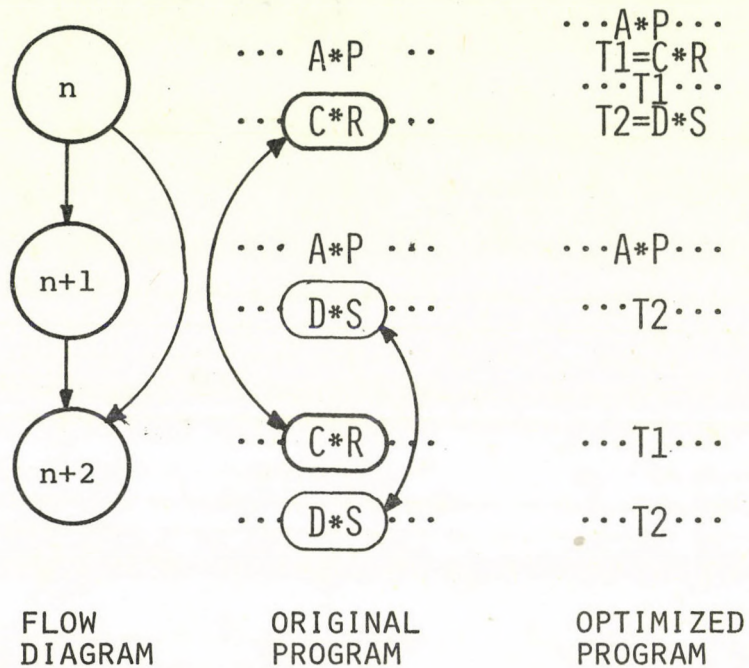 n
n+1
n+2
FLOW
DIAGRAM
··· A*P ··
··· C*R ···
··· A*P ···
··· D*S ···
··· C*R ···
··· D*S ···
ORIGINAL
PROGRAM
···A*P···
T1=C*R
···T1···
T2=D*S
···A*P···
···T2···
···T1···
···T2···
OPTIMIZED
PROGRAM